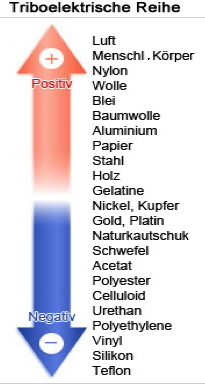 Triboelektrische Reihe
+
Positiv
Luft
Menschl.Körper
Nylon
Wolle
Blei
Baumwolle
Aluminium
Papier
Stahl
Holz
Gelatine
Nickel, Kupfer
Gold, Platin
Naturkautschuk
Schwefel
Acetat
Polyester
Celluloid
Urethan
Polyethylene
Vinyl
Silikon
Teflon
Negativ
−